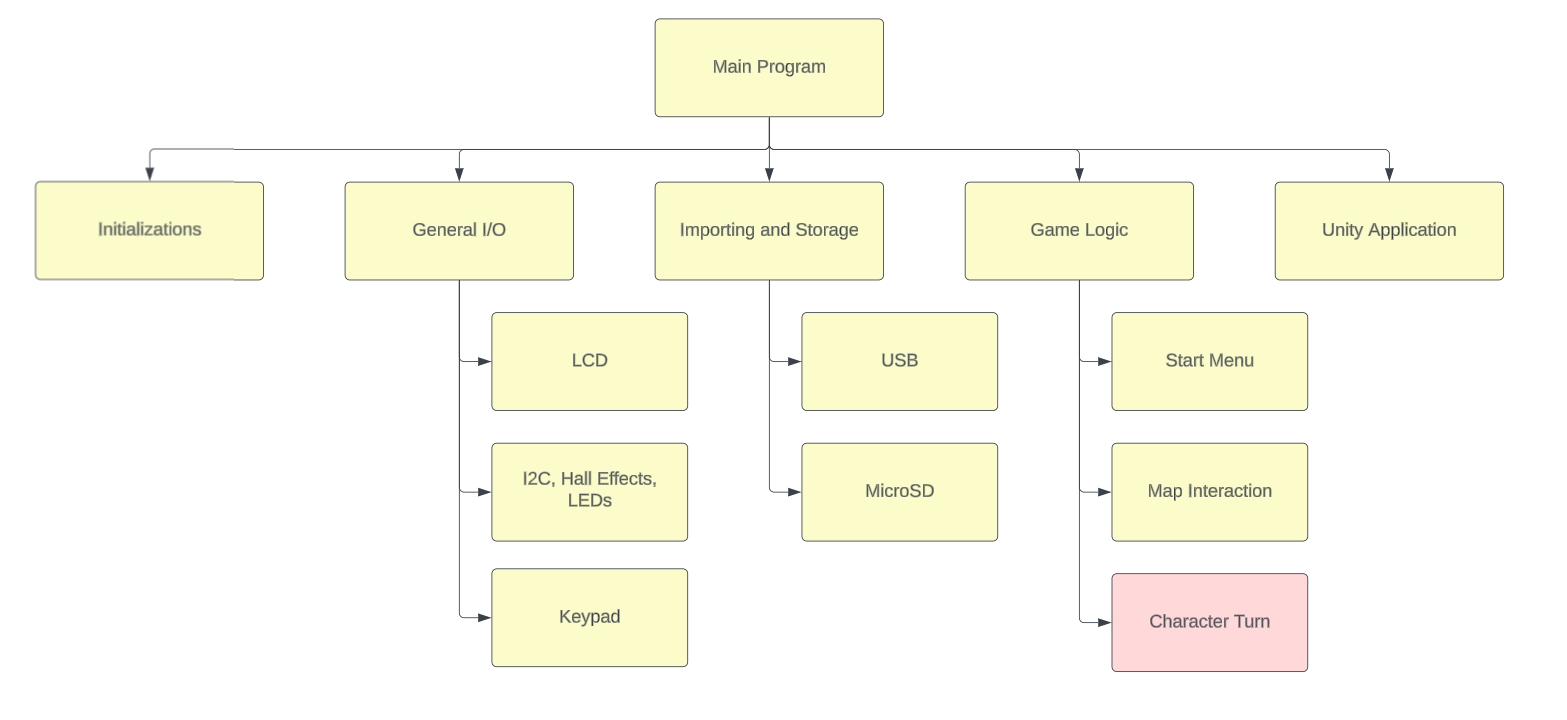 Main Program
Initializations
General I/O
Importing and Storage
Game Logic
Unity Application
LCD
USB
Start Menu
I2C, Hall Effects,
LEDs
MicroSD
Map Interaction
Keypad
Character Turn